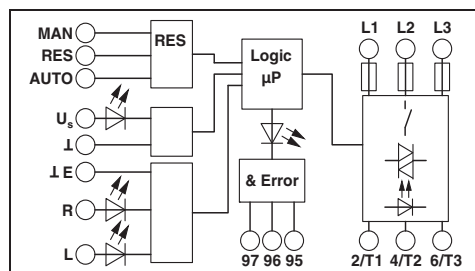 MAN
RES
AUTO
RES
Us
⊥
⊥ E
R
L
Logic
µP
& Error
97 96 95
L1 L2 L3
2/T1 4/T2 6/T3